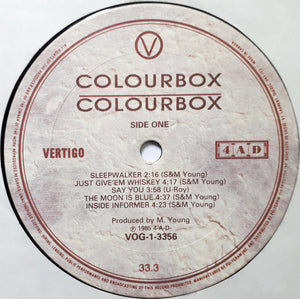 V
COLOURBOX
COLOURBOX
SIDE ONE
VERTIGO
4 A D
SLEEPWALKER 2:16 (S&M Young)
JUST GIVE'EM WHISKEY 4:17 (S&M Young)
SAY YOU 3:58 (U-Roy)
THE MOON IS BLUE.4:37 (S&M Young)
INSIDE INFORMER 4:23 (S&M Young)
Produced by M. Young
℗ 1985 4·A·D·
VOG-1-3356
33.3